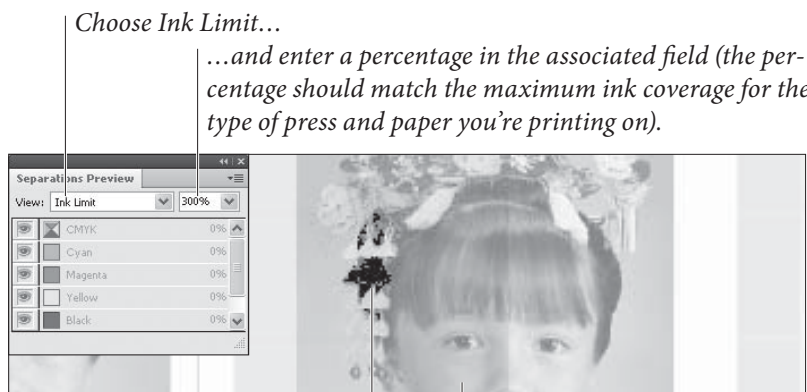 Choose Ink Limit…
…and enter a percentage in the associated field (the per-
centage should match the maximum ink coverage for the
type of press and paper you're printing on).
Separations Preview
View: Ink Limit 300%
CMYK 0%
Cyan 0%
Magenta 0%
Yellow 0%
Black 0%